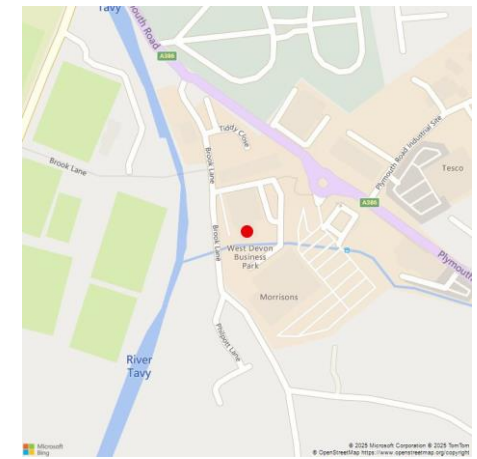 Tavy
Plymouth Road
A386
Tiddy Close
Brook Lane
Brook Lane
Plymouth Road Industrial Site
Tesco
A386
Brook Lane
West Devon
Business
Park
Plymouth
Morrisons
Philpott Lane
River
Tavy
Microsoft
Bing
© 2025 Microsoft Corporation © 2025 TomTom
© OpenStreetMap https://www.openstreetmap.org/copyright